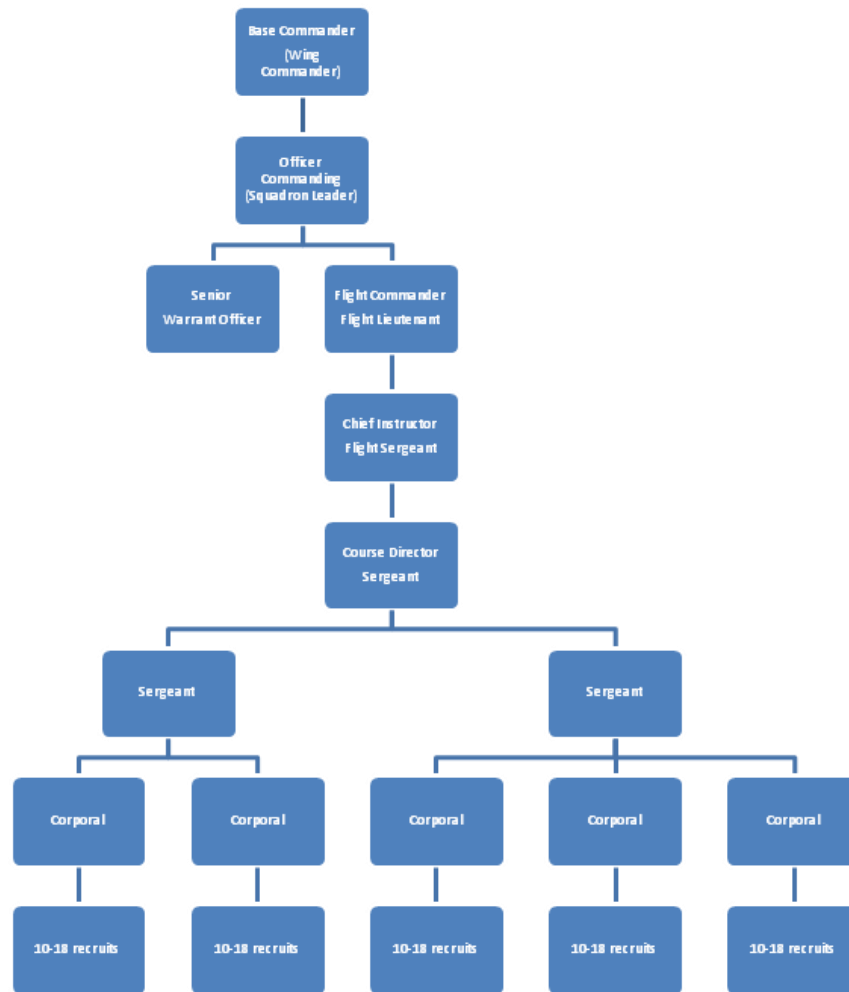 Base Commander
(Wing
Commander)
Officer
Commanding
(Squadron Leader)
Senior
Warrant Officer
Flight Commander
Flight Lieutenant
Chief Instructor
Flight Sergeant
Course Director
Sergeant
Sergeant
Sergeant
Corporal
Corporal
Corporal
Corporal
Corporal
10-18 recruits
10-18 recruits
10-18 recruits
10-18 recruits
10-18 recruits